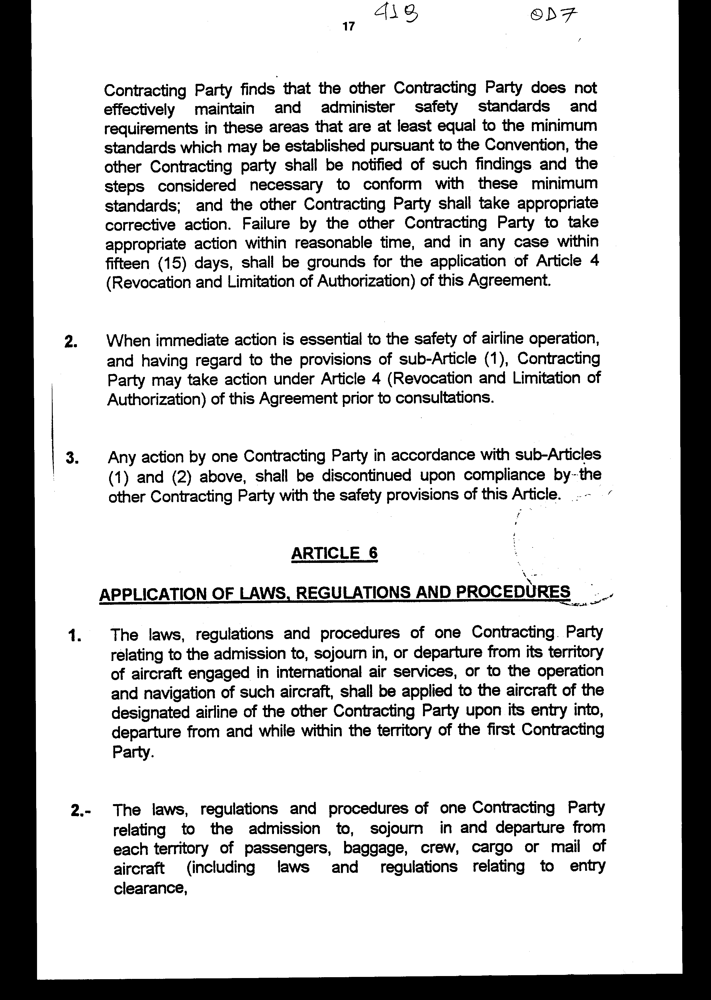 419 OD7
17
Contracting Party finds that the other Contracting Party does not
effectively maintain and administer safety standards and
requirements in these areas that are at least equal to the minimum
standards which may be established pursuant to the Convention, the
other Contracting party shall be notified of such findings and the
steps considered necessary to conform with these minimum
standards; and the other Contracting Party shall take appropriate
corrective action. Failure by the other Contracting Party to take
appropriate action within reasonable time, and in any case within
fifteen (15) days, shall be grounds for the application of Article 4
(Revocation and Limitation of Authorization) of this Agreement.
2. When immediate action is essential to the safety of airline operation,
and having regard to the provisions of sub-Article (1), Contracting
Party may take action under Article 4 (Revocation and Limitation of
Authorization) of this Agreement prior to consultations.
3. Any action by one Contracting Party in accordance with sub-Articles
(1) and (2) above, shall be discontinued upon compliance by the
other Contracting Party with the safety provisions of this Article.
ARTICLE 6
APPLICATION OF LAWS, REGULATIONS AND PROCEDURES
1. The laws, regulations and procedures of one Contracting Party
relating to the admission to, sojourn in, or departure from its territory
of aircraft engaged in international air services, or to the operation
and navigation of such aircraft, shall be applied to the aircraft of the
designated airline of the other Contracting Party upon its entry into,
departure from and while within the territory of the first Contracting
Party.
2.- The laws, regulations and procedures of one Contracting Party
relating to the admission to, sojourn in and departure from
each territory of passengers, baggage, crew, cargo or mail of
aircraft (including laws and regulations relating to entry
clearance,